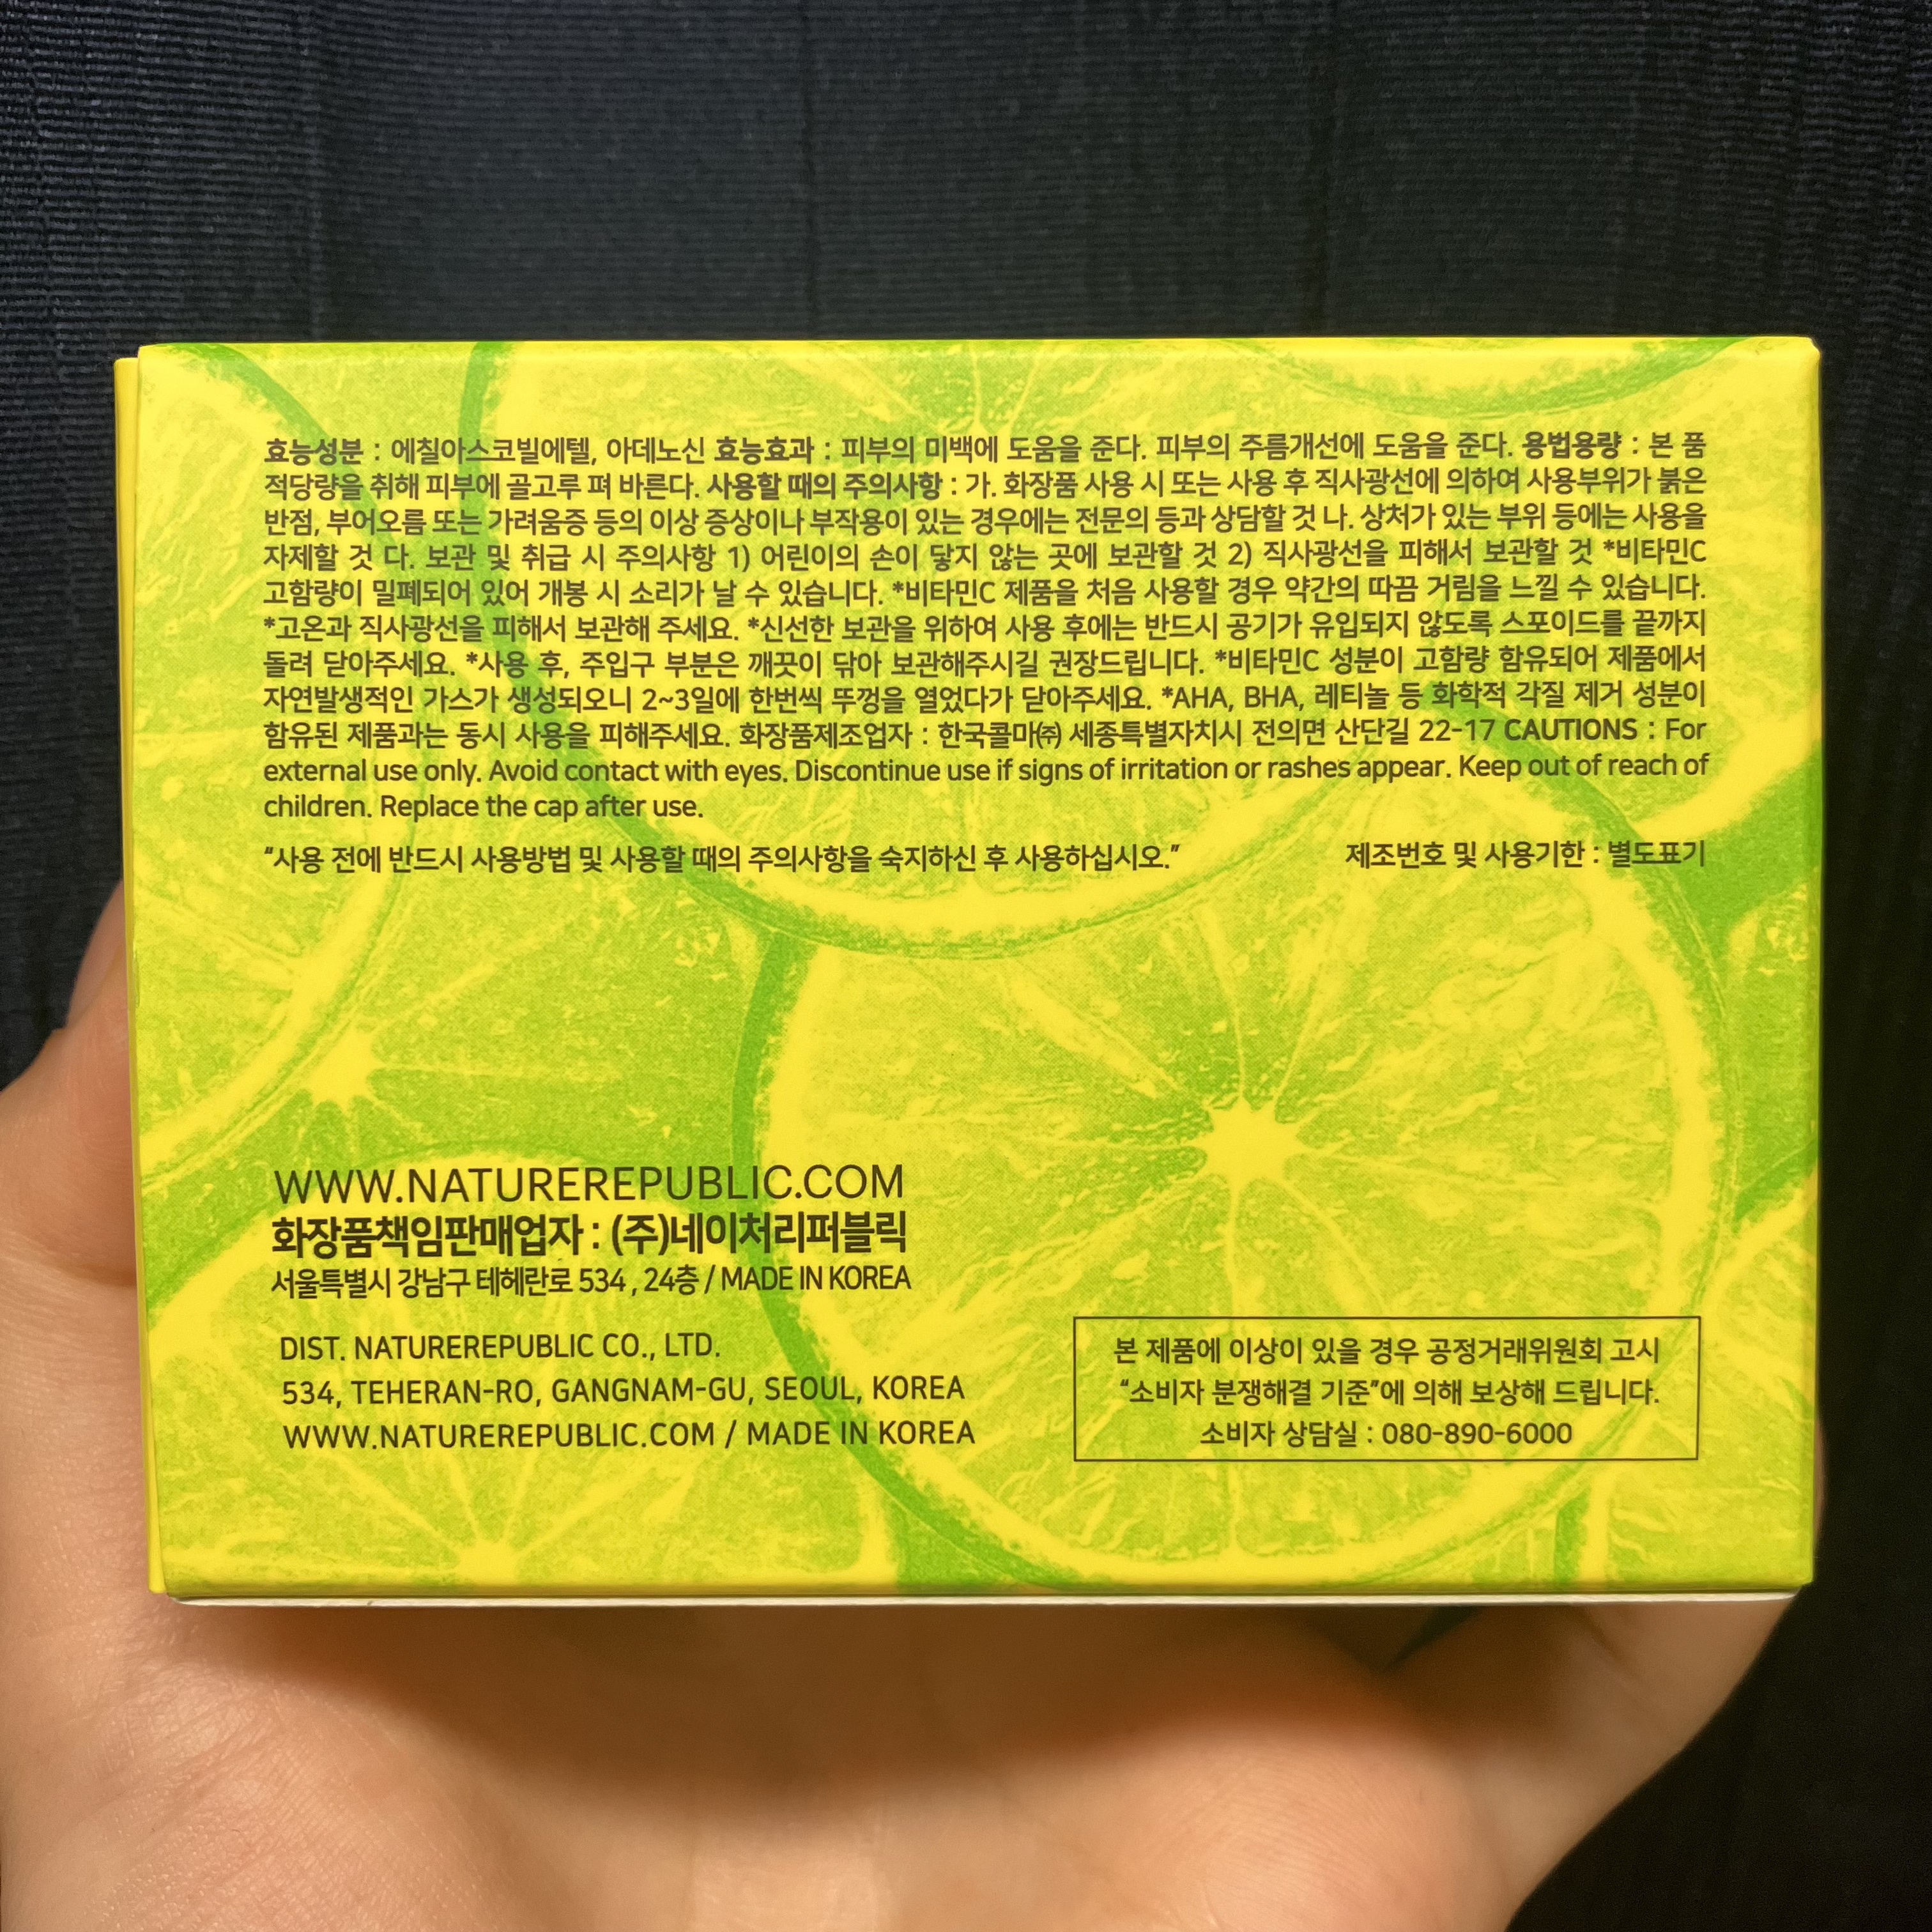 효능성분 : 에칠아스코빌에텔, 아데노신 효능효과 : 피부의 미백에 도움을 준다. 피부의 주름개선에 도움을 준다. 용법용량 : 본 품
적당량을 취해 피부에 골고루 펴 바른다. 사용할 때의 주의사항 : 가. 화장품 사용 시 또는 사용 후 직사광선에 의하여 사용부위가 붉은
반점, 부어오름 또는 가려움증 등의 이상 증상이나 부작용이 있는 경우에는 전문의 등과 상담할 것 나. 상처가 있는 부위 등에는 사용을
자제할 것 다. 보관 및 취급 시 주의사항 1) 어린이의 손이 닿지 않는 곳에 보관할 것 2) 직사광선을 피해서 보관할 것 *비타민C
고함량이 밀폐되어 있어 개봉 시 소리가 날 수 있습니다. *비타민C 제품을 처음 사용할 경우 약간의 따끔 거림을 느낄 수 있습니다.
*고온과 직사광선을 피해서 보관해 주세요. *신선한 보관을 위하여 사용 후에는 반드시 공기가 유입되지 않도록 스포이드를 끝까지
돌려 닫아주세요. *사용 후, 주입구 부분은 깨끗이 닦아 보관해주시길 권장드립니다. *비타민C 성분이 고함량 함유되어 제품에서
자연발생적인 가스가 생성되오니 2~3일에 한번씩 뚜껑을 열었다가 닫아주세요. *AHA, BHA, 레티놀 등 화학적 각질 제거 성분이
함유된 제품과는 동시 사용을 피해주세요. 화장품제조업자 : 한국콜마㈜ 세종특별자치시 전의면 산단길 22-17 CAUTIONS : For
external use only. Avoid contact with eyes. Discontinue use if signs of irritation or rashes appear. Keep out of reach of
children. Replace the cap after use.
“사용 전에 반드시 사용방법 및 사용할 때의 주의사항을 숙지하신 후 사용하십시오.” 제조번호 및 사용기한 : 별도표기
WWW.NATUREREPUBLIC.COM
화장품책임판매업자 : (주)네이처리퍼블릭
서울특별시 강남구 테헤란로 534 , 24층 / MADE IN KOREA
DIST. NATUREREPUBLIC CO., LTD.
534, TEHERAN-RO, GANGNAM-GU, SEOUL, KOREA
WWW.NATUREREPUBLIC.COM / MADE IN KOREA
본 제품에 이상이 있을 경우 공정거래위원회 고시
“소비자 분쟁해결 기준”에 의해 보상해 드립니다.
소비자 상담실 : 080-890-6000